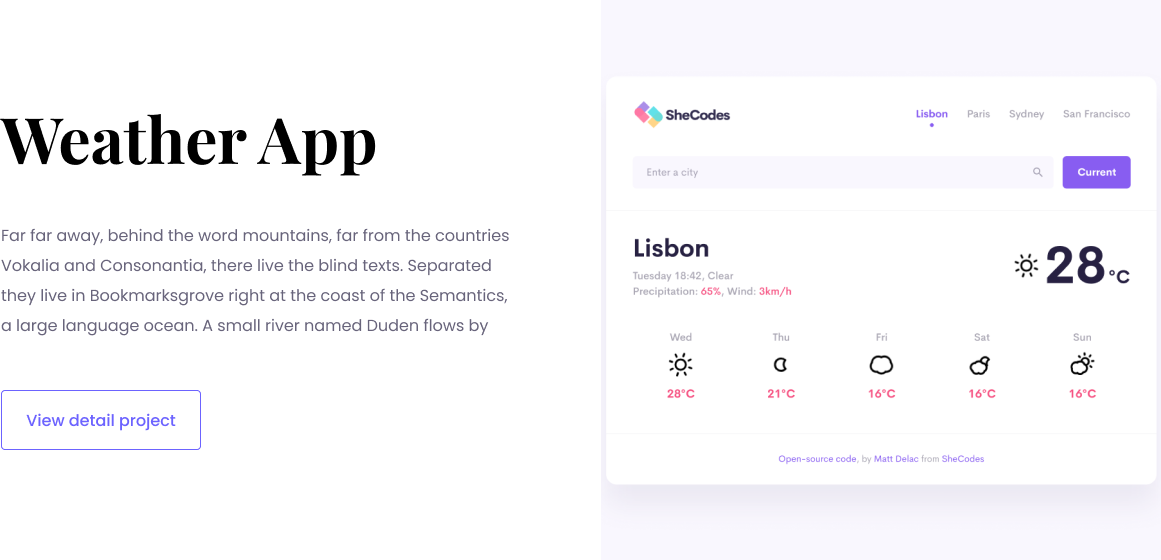 Weather App
Far far away, behind the word mountains, far from the countries
Vokalia and Consonantia, there live the blind texts. Separated
they live in Bookmarksgrove right at the coast of the Semantics,
a large language ocean. A small river named Duden flows by
View detail project
SheCodes
Lisbon Paris Sydney San Francisco
Enter a city
Current
Lisbon
Tuesday 18:42, Clear
Precipitation: 65%, Wind: 3km/h
28°C
Wed Thu Fri Sat Sun
28°C 21°C 16°C 16°C 16°C
Open-source code, by Matt Delac from SheCodes